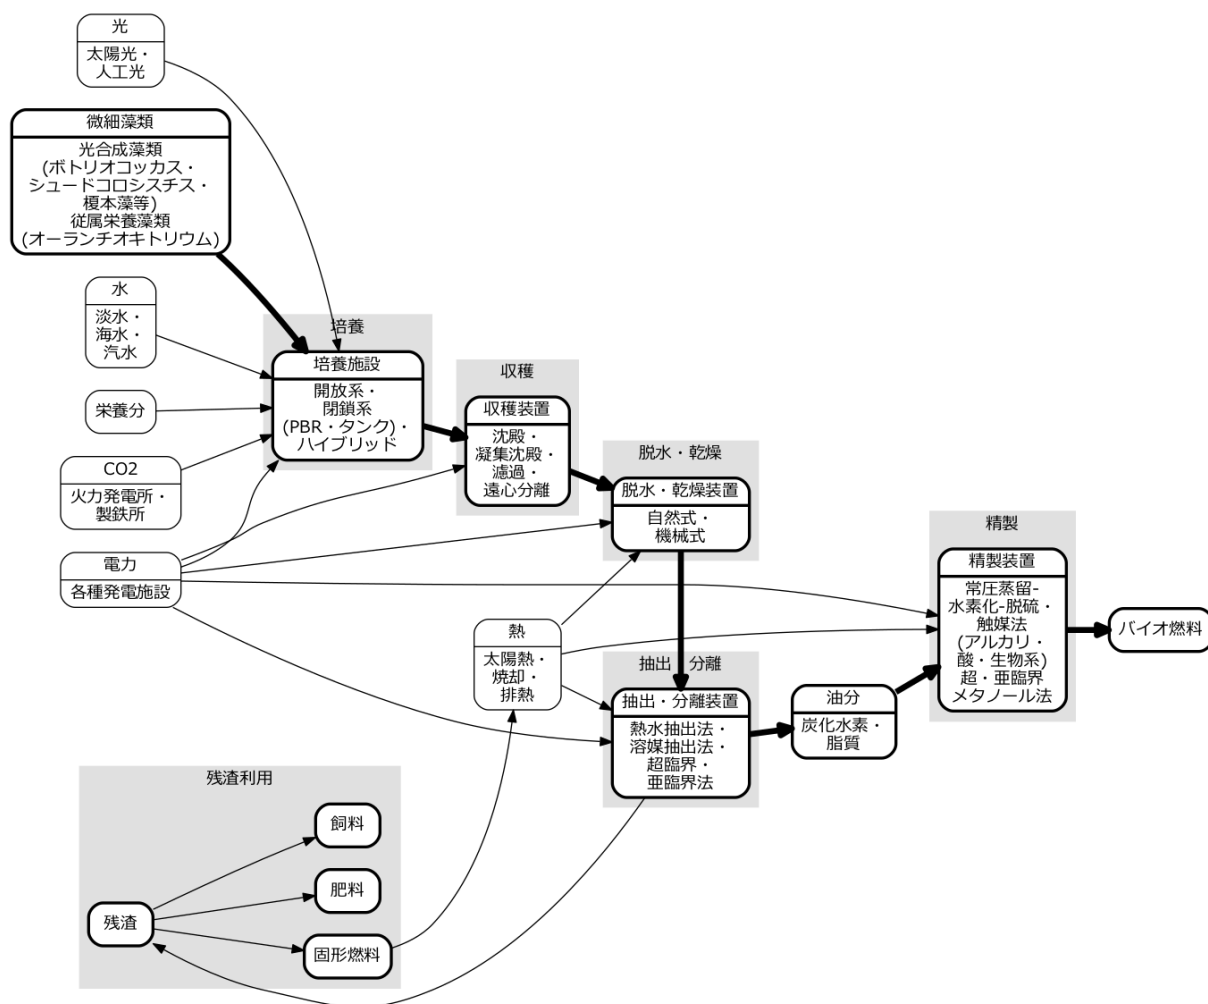 光
太陽光・
人工光
微細藻類
光合成藻類
(ボトリオコッカス・
シュードコロシスチス・
榎本藻等)
従属栄養藻類
(オーランチオキトリウム)
水
淡水・
海水・
汽水
栄養分
CO2
火力発電所・
製鉄所
電力
各種発電施設
培養
培養施設
開放系・
閉鎖系
(PBR・タンク)・
ハイブリッド
収穫
収穫装置
沈殿・
凝集沈殿・
濾過・
遠心分離
脱水・乾燥
脱水・乾燥装置
自然式・
機械式
熱
太陽熱・
焼却・
排熱
抽出・分離
抽出・分離装置
熱水抽出法・
溶媒抽出法・
超臨界・
亜臨界法
油分
炭化水素・
脂質
精製
精製装置
常圧蒸留-
水素化-脱硫・
触媒法
(アルカリ・
酸・生物系)
超・亜臨界
メタノール法
バイオ燃料
残渣利用
残渣
飼料
肥料
固形燃料